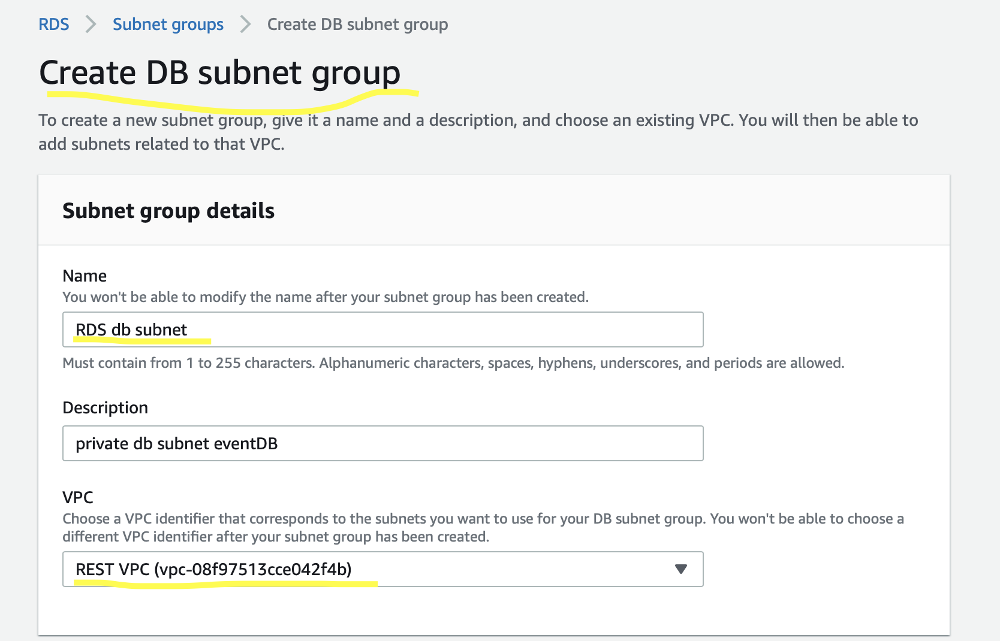 RDS > Subnet groups > Create DB subnet group
Create DB subnet group
To create a new subnet group, give it a name and a description, and choose an existing VPC. You will then be able to
add subnets related to that VPC.
Subnet group details
Name
You won't be able to modify the name after your subnet group has been created.
RDS db subnet
Must contain from 1 to 255 characters. Alphanumeric characters, spaces, hyphens, underscores, and periods are allowed.
Description
private db subnet eventDB
VPC
Choose a VPC identifier that corresponds to the subnets you want to use for your DB subnet group. You won't be able to choose a
different VPC identifier after your subnet group has been created.
REST VPC (vpc-08f97513cce042f4b)